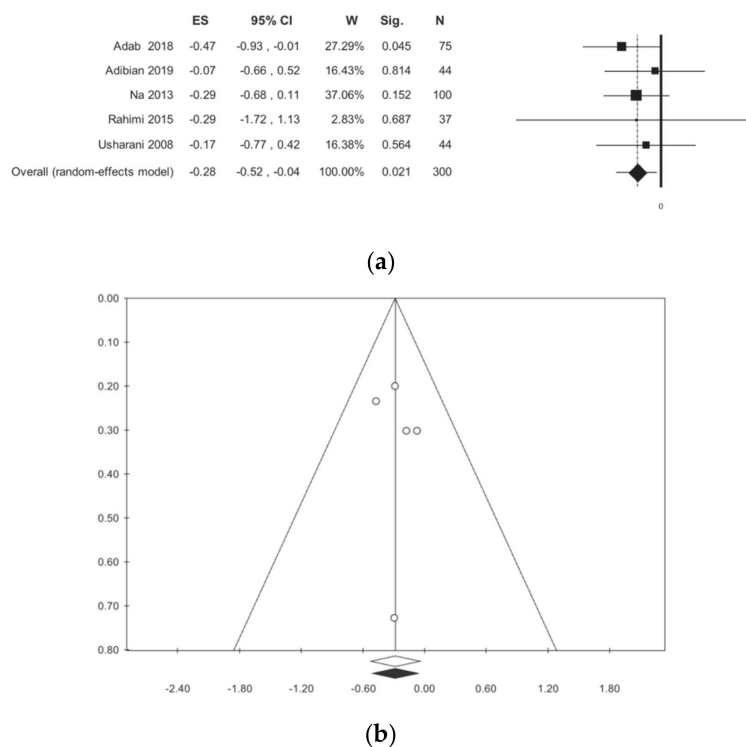 ES 95% CI W Sig. N
Adab 2018 -0.47 -0.93 , -0.01 27.29% 0.045 75
Adibian 2019 -0.07 -0.66 , 0.52 16.43% 0.814 44
Na 2013 -0.29 -0.68 , 0.11 37.06% 0.152 100
Rahimi 2015 -0.29 -1.72 , 1.13 2.83% 0.687 37
Usharani 2008 -0.17 -0.77 , 0.42 16.38% 0.564 44
Overall (random-effects model) -0.28 -0.52 , -0.04 100.00% 0.021 300
0
(a)
0.00
0.10
0.20
0.30
0.40
0.50
0.60
0.70
0.80
-2.40 -1.80 -1.20 -0.60 0.00 0.60 1.20 1.80
(b)